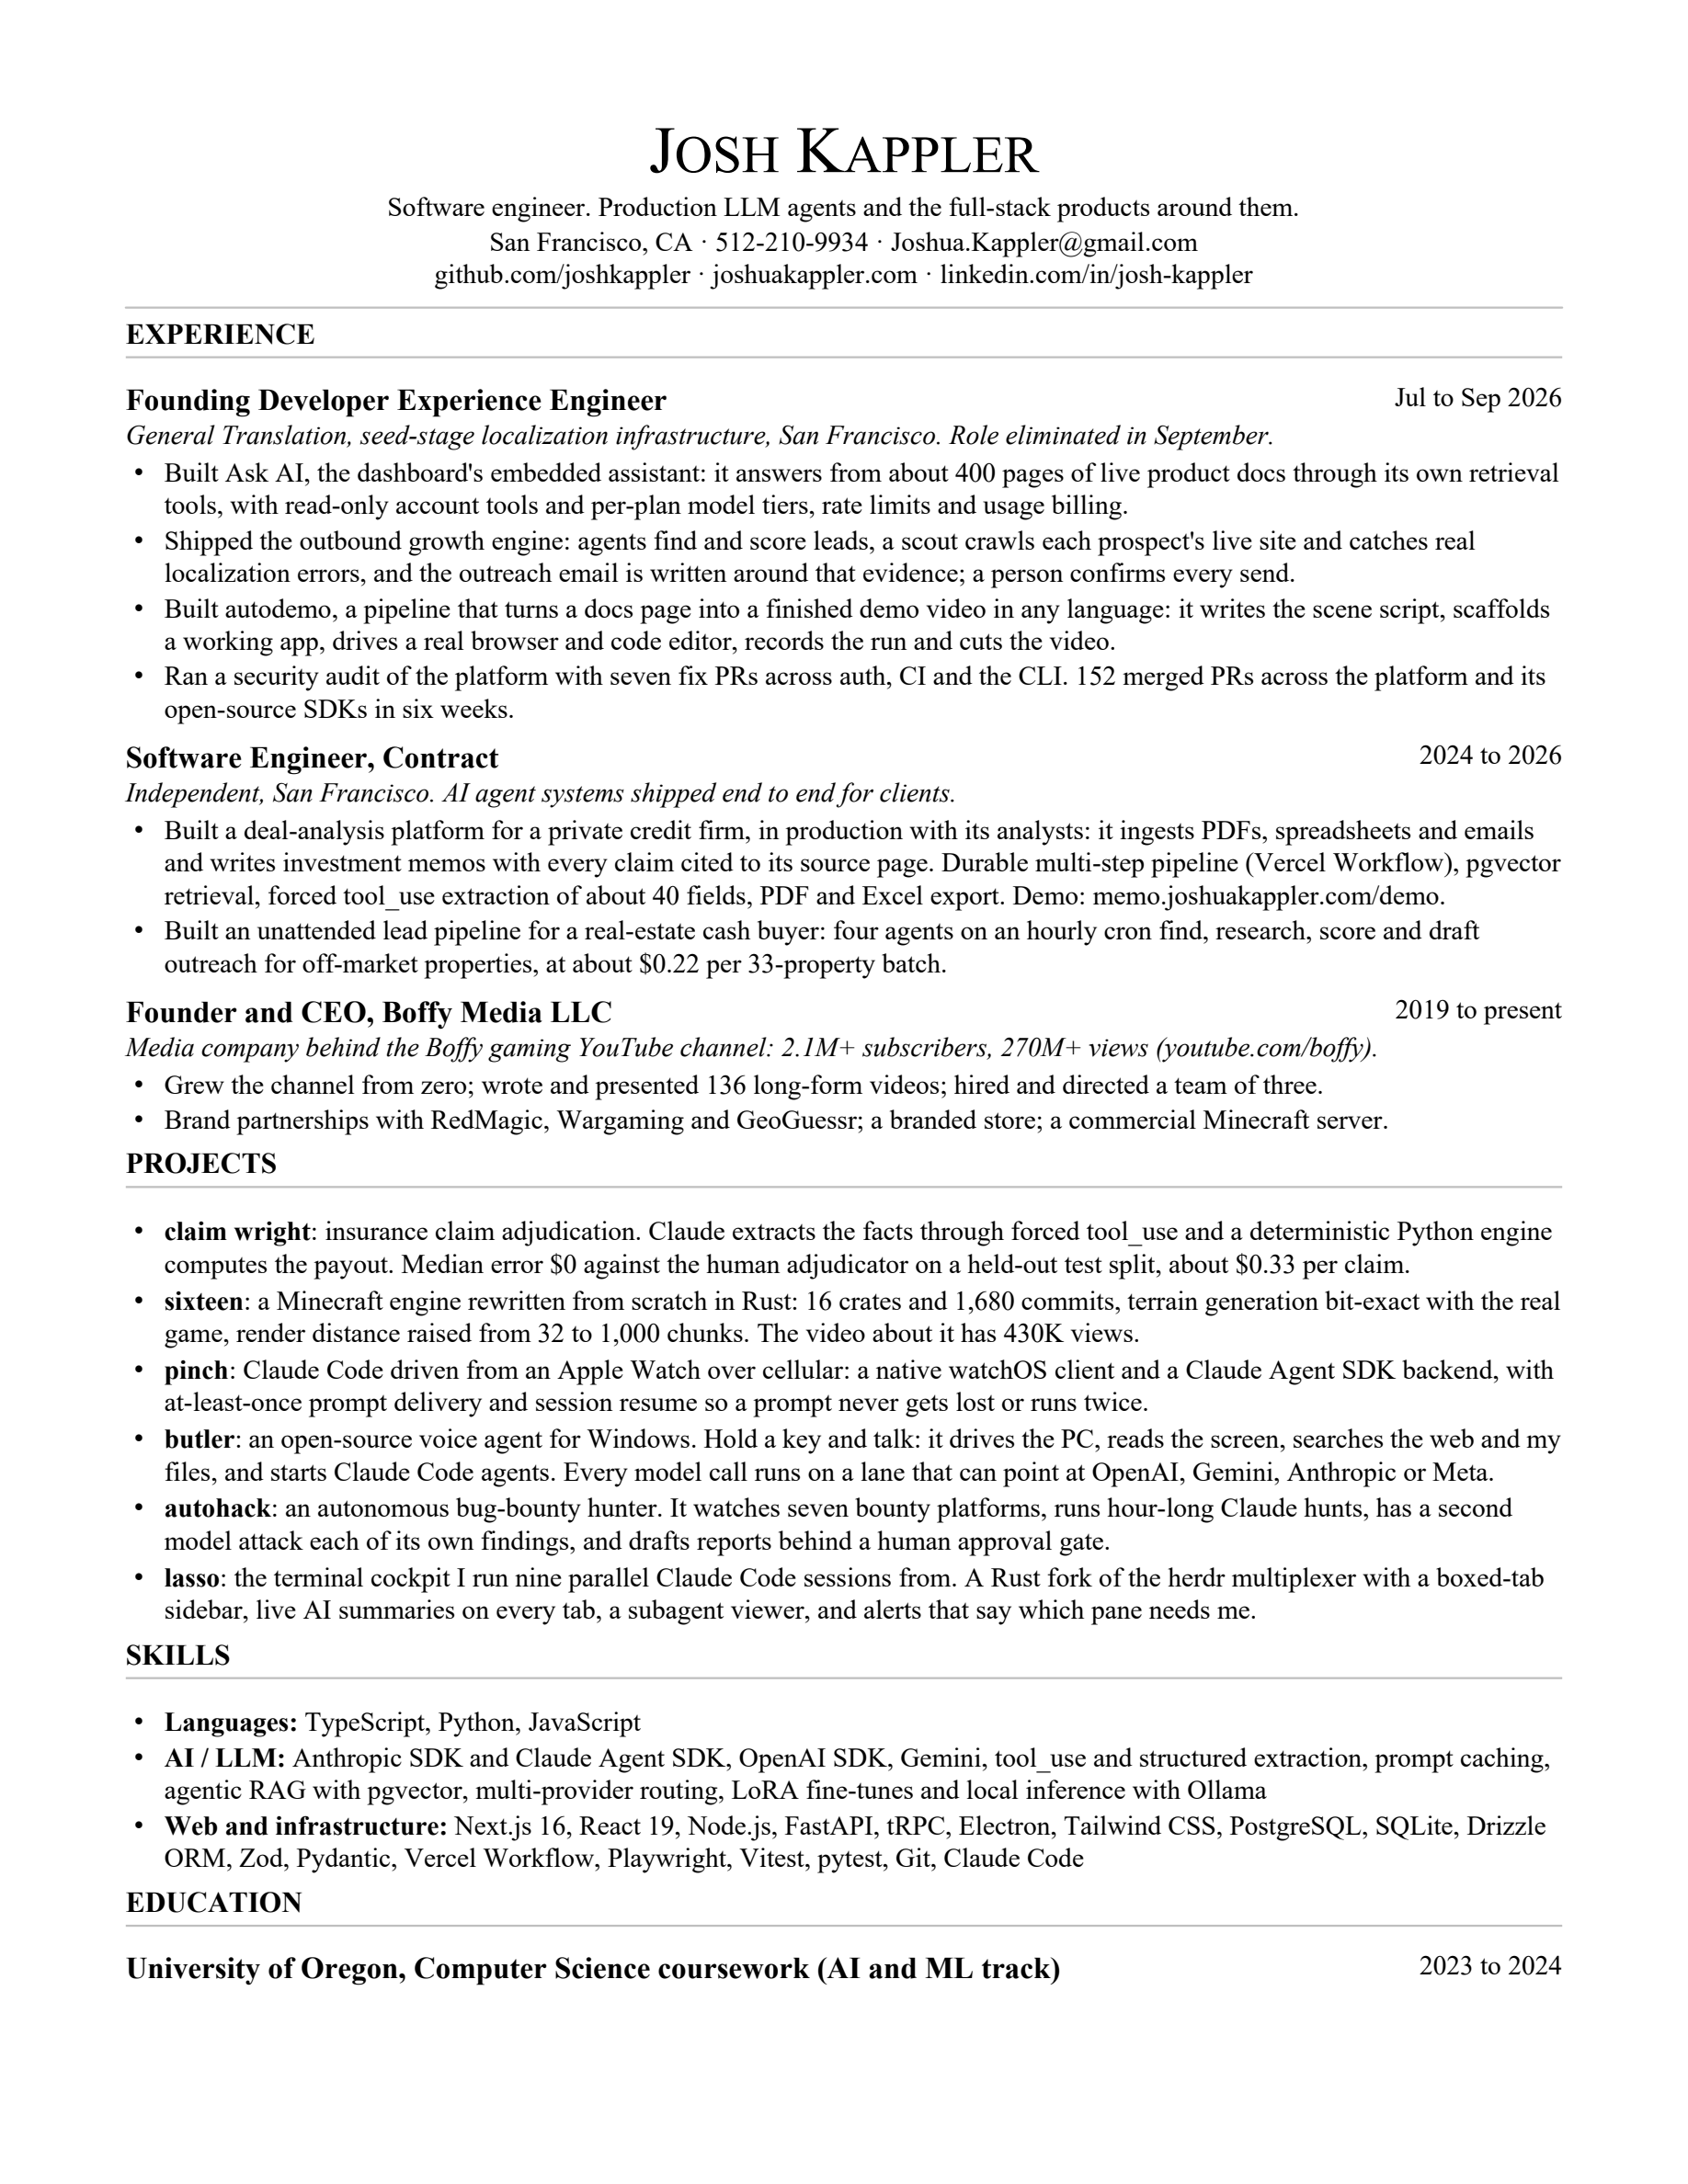 JOSH KAPPLER
Software engineer. Production LLM agents and the full-stack products around them.
San Francisco, CA · 512-210-9934 · Joshua.Kappler@gmail.com
github.com/joshkappler · joshuakappler.com · linkedin.com/in/josh-kappler
EXPERIENCE
Founding Developer Experience Engineer Jul to Sep 2026
General Translation, seed-stage localization infrastructure, San Francisco. Role eliminated in September.
• Built Ask AI, the dashboard's embedded assistant: it answers from about 400 pages of live product docs through its own retrieval
tools, with read-only account tools and per-plan model tiers, rate limits and usage billing.
• Shipped the outbound growth engine: agents find and score leads, a scout crawls each prospect's live site and catches real
localization errors, and the outreach email is written around that evidence; a person confirms every send.
• Built autodemo, a pipeline that turns a docs page into a finished demo video in any language: it writes the scene script, scaffolds
a working app, drives a real browser and code editor, records the run and cuts the video.
• Ran a security audit of the platform with seven fix PRs across auth, CI and the CLI. 152 merged PRs across the platform and its
open-source SDKs in six weeks.
Software Engineer, Contract 2024 to 2026
Independent, San Francisco. AI agent systems shipped end to end for clients.
• Built a deal-analysis platform for a private credit firm, in production with its analysts: it ingests PDFs, spreadsheets and emails
and writes investment memos with every claim cited to its source page. Durable multi-step pipeline (Vercel Workflow), pgvector
retrieval, forced tool_use extraction of about 40 fields, PDF and Excel export. Demo: memo.joshuakappler.com/demo.
• Built an unattended lead pipeline for a real-estate cash buyer: four agents on an hourly cron find, research, score and draft
outreach for off-market properties, at about $0.22 per 33-property batch.
Founder and CEO, Boffy Media LLC 2019 to present
Media company behind the Boffy gaming YouTube channel: 2.1M+ subscribers, 270M+ views (youtube.com/boffy).
• Grew the channel from zero; wrote and presented 136 long-form videos; hired and directed a team of three.
• Brand partnerships with RedMagic, Wargaming and GeoGuessr; a branded store; a commercial Minecraft server.
PROJECTS
• claim wright: insurance claim adjudication. Claude extracts the facts through forced tool_use and a deterministic Python engine
computes the payout. Median error $0 against the human adjudicator on a held-out test split, about $0.33 per claim.
• sixteen: a Minecraft engine rewritten from scratch in Rust: 16 crates and 1,680 commits, terrain generation bit-exact with the real
game, render distance raised from 32 to 1,000 chunks. The video about it has 430K views.
• pinch: Claude Code driven from an Apple Watch over cellular: a native watchOS client and a Claude Agent SDK backend, with
at-least-once prompt delivery and session resume so a prompt never gets lost or runs twice.
• butler: an open-source voice agent for Windows. Hold a key and talk: it drives the PC, reads the screen, searches the web and my
files, and starts Claude Code agents. Every model call runs on a lane that can point at OpenAI, Gemini, Anthropic or Meta.
• autohack: an autonomous bug-bounty hunter. It watches seven bounty platforms, runs hour-long Claude hunts, has a second
model attack each of its own findings, and drafts reports behind a human approval gate.
• lasso: the terminal cockpit I run nine parallel Claude Code sessions from. A Rust fork of the herdr multiplexer with a boxed-tab
sidebar, live AI summaries on every tab, a subagent viewer, and alerts that say which pane needs me.
SKILLS
• Languages: TypeScript, Python, JavaScript
• AI / LLM: Anthropic SDK and Claude Agent SDK, OpenAI SDK, Gemini, tool_use and structured extraction, prompt caching,
agentic RAG with pgvector, multi-provider routing, LoRA fine-tunes and local inference with Ollama
• Web and infrastructure: Next.js 16, React 19, Node.js, FastAPI, tRPC, Electron, Tailwind CSS, PostgreSQL, SQLite, Drizzle
ORM, Zod, Pydantic, Vercel Workflow, Playwright, Vitest, pytest, Git, Claude Code
EDUCATION
University of Oregon, Computer Science coursework (AI and ML track) 2023 to 2024